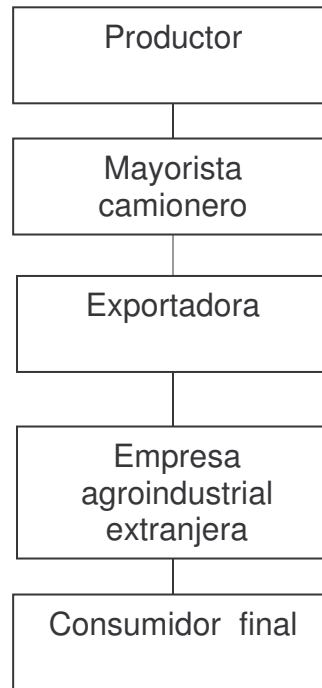 Productor
Mayorista
camionero
Exportadora
Empresa
agroindustrial
extranjera
Consumidor final